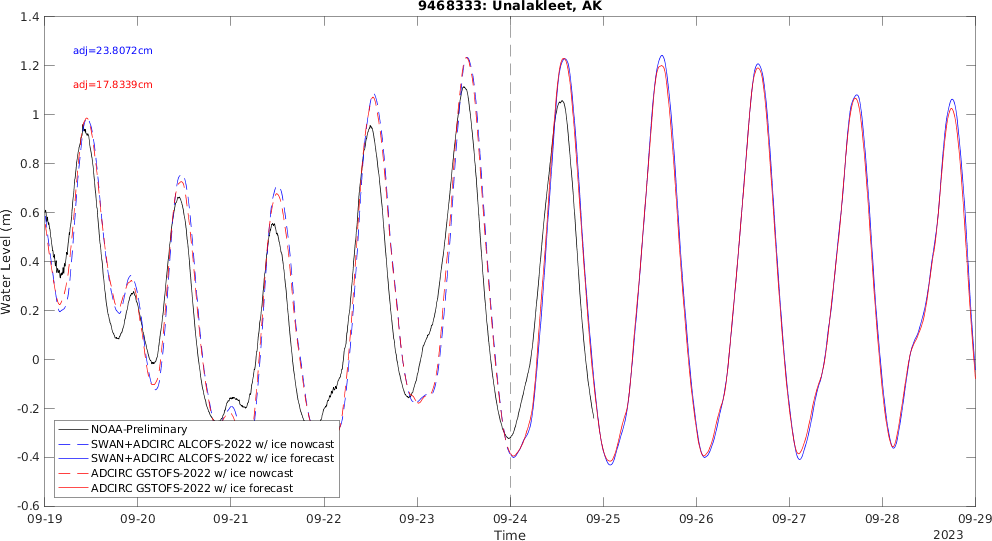 9468333: Unalakleet, AK
adj=23.8072cm
adj=17.8339cm
Water Level (m)
1.4
1.2
1
0.8
0.6
0.4
0.2
0
-0.2
-0.4
-0.6
NOAA-Preliminary
SWAN+ADCIRC ALCOFS-2022 w/ ice nowcast
SWAN+ADCIRC ALCOFS-2022 w/ ice forecast
ADCIRC GSTOFS-2022 w/ ice nowcast
ADCIRC GSTOFS-2022 w/ ice forecast
09-19 09-20 09-21 09-22 09-23 09-24 09-25 09-26 09-27 09-28 09-29
Time
2023